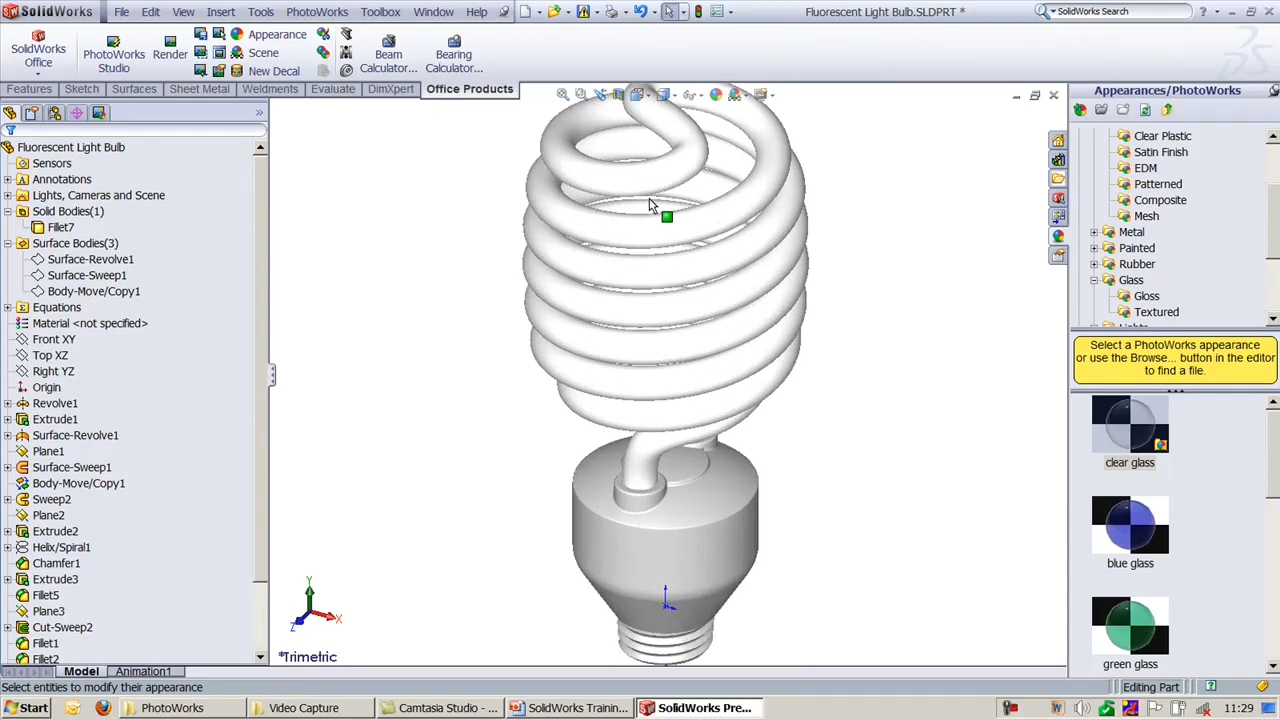 SolidWorks File Edit View Insert Tools PhotoWorks Toolbox Window Help Fluorescent Light Bulb.SLDPRT * SolidWorks Search
SolidWorks Office
PhotoWorks Studio
Render
Appearance
Scene
New Decal
Beam Calculator...
Bearing Calculator...
Features Sketch Surfaces Sheet Metal Weldments Evaluate DimXpert Office Products
Fluorescent Light Bulb
Sensors
Annotations
Lights, Cameras and Scene
Solid Bodies(1)
Fillet7
Surface Bodies(3)
Surface-Revolve1
Surface-Sweep1
Body-Move/Copy1
Equations
Material <not specified>
Front XY
Top XZ
Right YZ
Origin
Revolve1
Extrude1
Surface-Revolve1
Plane1
Surface-Sweep1
Body-Move/Copy1
Sweep2
Plane2
Extrude2
Helix/Spiral1
Chamfer1
Extrude3
Fillet5
Plane3
Cut-Sweep2
Fillet1
Fillet2
Y
X
Z
*Trimetric
Appearances/PhotoWorks
Clear Plastic
Satin Finish
EDM
Patterned
Composite
Mesh
Metal
Painted
Rubber
Glass
Gloss
Textured
Select a PhotoWorks appearance
or use the Browse... button in the editor
to find a file.
clear glass
blue glass
green glass
Model Animation1
Select entities to modify their appearance Editing Part
Start PhotoWorks Video Capture Camtasia Studio - ... SolidWorks Trainin... SolidWorks Pre... 11:29